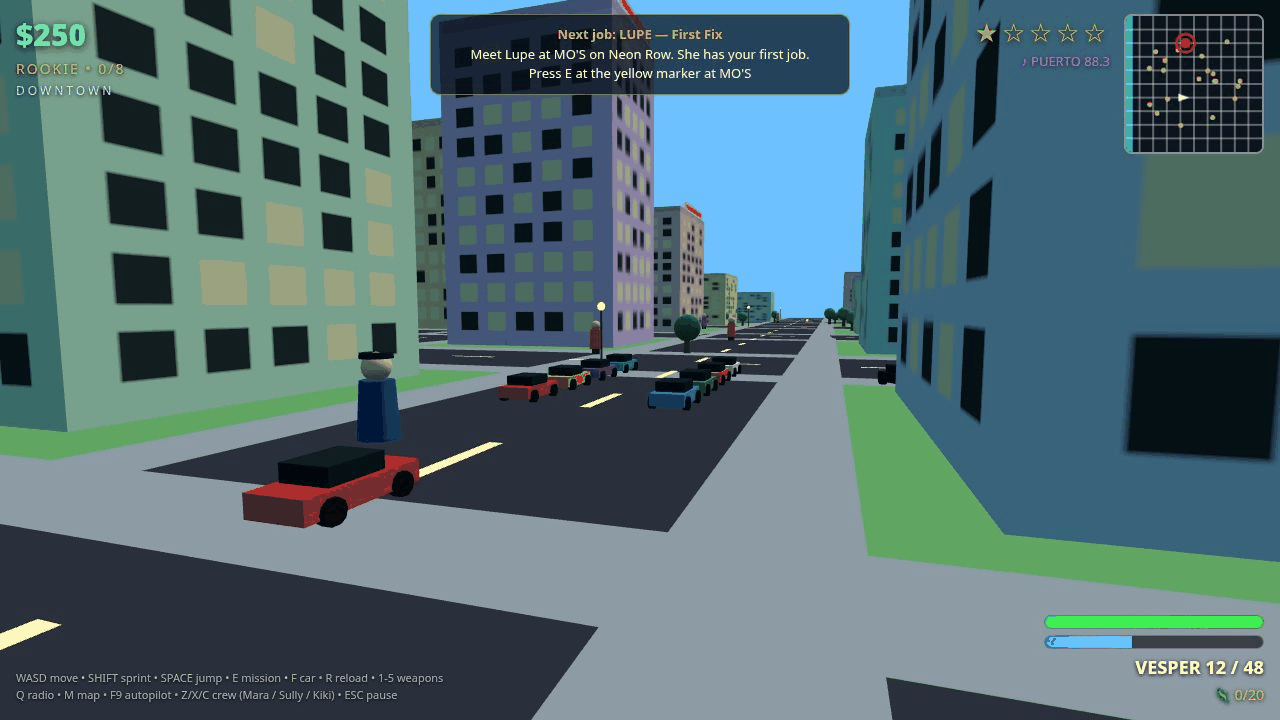 $250
ROOKIE • 0/8
DOWNTOWN
Next job: LUPE — First Fix
Meet Lupe at MO'S on Neon Row. She has your first job.
Press E at the yellow marker at MO'S
★☆☆☆☆
♪ PUERTO 88.3
VESPER 12 / 48
0/20
WASD move • SHIFT sprint • SPACE jump • E mission • F car • R reload • 1-5 weapons
Q radio • M map • F9 autopilot • Z/X/C crew (Mara / Sully / Kiki) • ESC pause